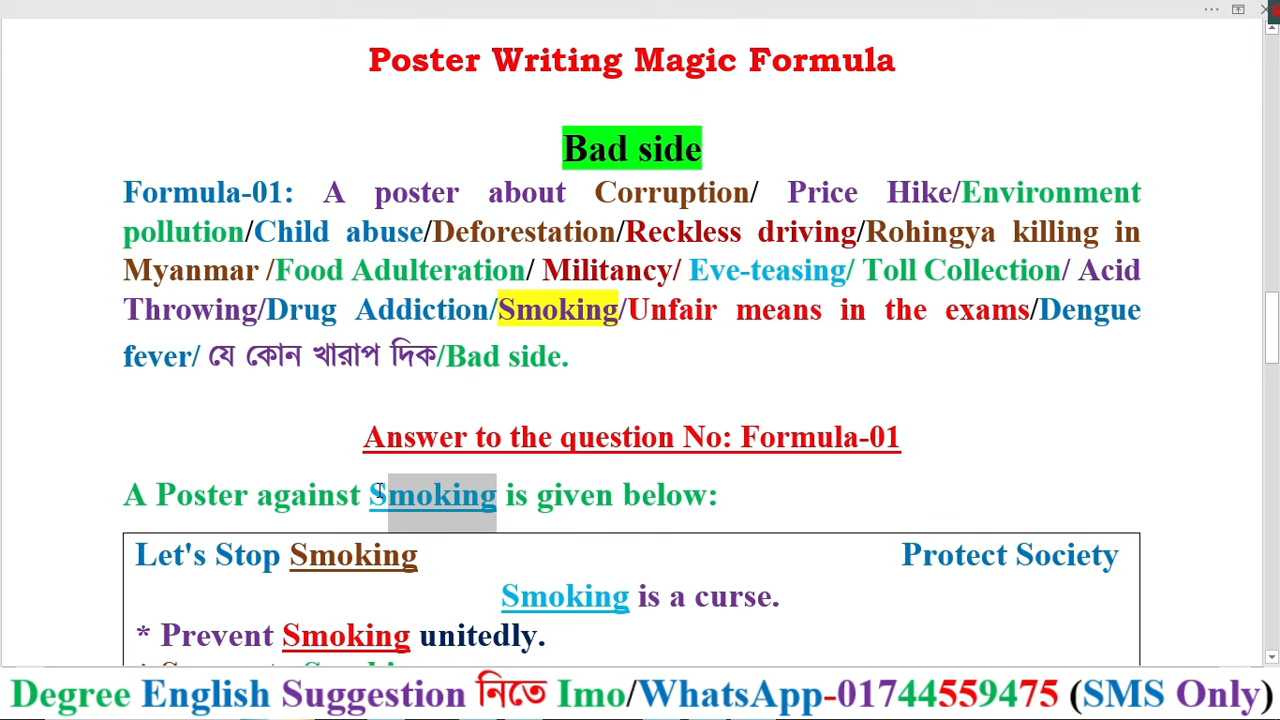 Poster Writing Magic Formula
Bad side
Formula-01: A poster about Corruption/ Price Hike/Environment
pollution/Child abuse/Deforestation/Reckless driving/Rohingya killing in
Myanmar /Food Adulteration/ Militancy/ Eve-teasing/ Toll Collection/ Acid
Throwing/Drug Addiction/Smoking/Unfair means in the exams/Dengue
fever/ যে কোন খারাপ দিক/Bad side.
Answer to the question No: Formula-01
A Poster against Smoking is given below:
Let's Stop Smoking Protect Society
Smoking is a curse.
* Prevent Smoking unitedly.
Degree English Suggestion নিতে Imo/WhatsApp-01744559475 (SMS Only)